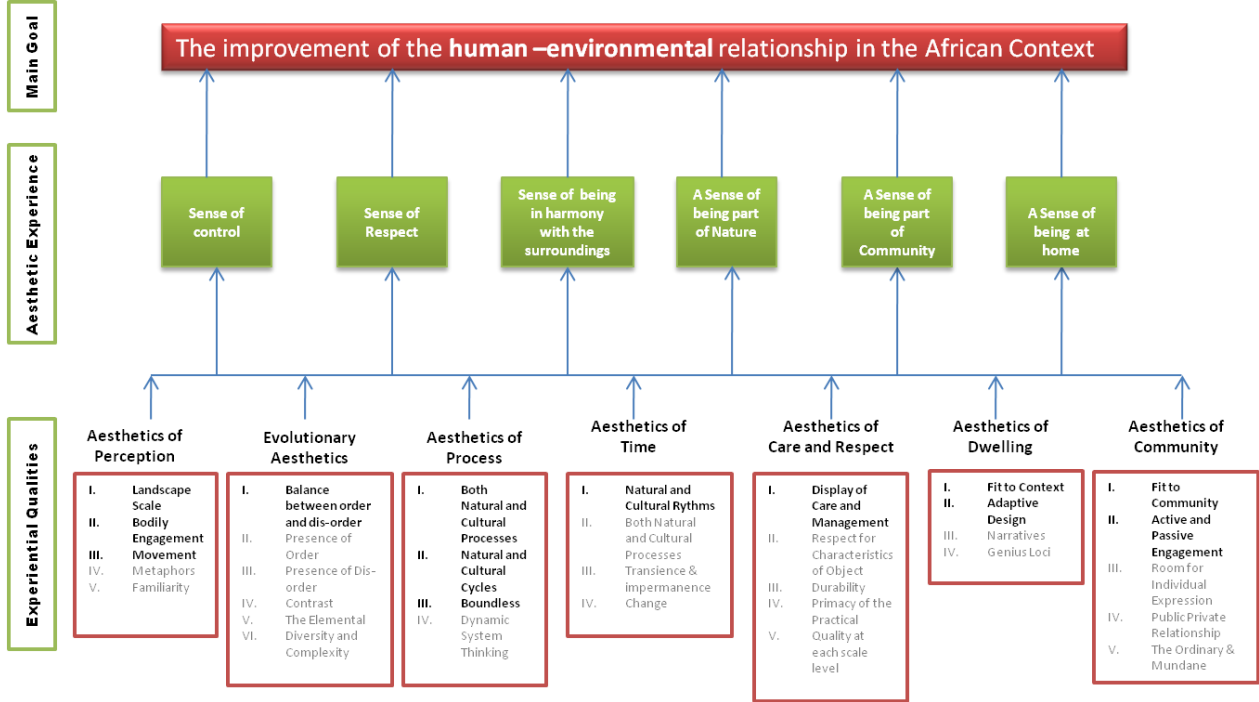 Main Goal
The improvement of the human –environmental relationship in the African Context
Aesthetic Experience
Sense of
control
Sense of
Respect
Sense of being
in harmony
with the
surroundings
A Sense of
being part
of Nature
A Sense of
being part
of
Community
A Sense of
being at
home
Experiential Qualities
Aesthetics of
Perception
I. Landscape
Scale
II. Bodily
Engagement
III. Movement
IV. Metaphors
V. Familiarity
Evolutionary
Aesthetics
I. Balance
between order
and dis-order
II. Presence of
Order
III. Presence of Dis-
order
IV. Contrast
V. The Elemental
VI. Diversity and
Complexity
Aesthetics of
Process
I. Both
Natural and
Cultural
Processes
II. Natural and
Cultural
Cycles
III. Boundless
IV. Dynamic
System
Thinking
Aesthetics of
Time
I. Natural and
Cultural Rythms
II. Both Natural
and Cultural
Processes
III. Transience &
impermanence
IV. Change
Aesthetics of
Care and Respect
I. Display of
Care and
Management
II. Respect for
Characteristics
of Object
III. Durability
IV. Primacy of the
Practical
V. Quality at
each scale
level
Aesthetics of
Dwelling
I. Fit to Context
II. Adaptive
Design
III. Narratives
IV. Genius Loci
Aesthetics of
Community
I. Fit to
Community
II. Active and
Passive
Engagement
III. Room for
Individual
Expression
IV. Public Private
Relationship
V. The Ordinary &
Mundane